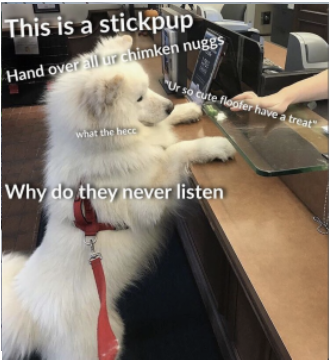 This is a stickpup
Hand over all ur chimken nuggs
"Ur so cute floofer have a treat"
what the hecc
Why do they never listen